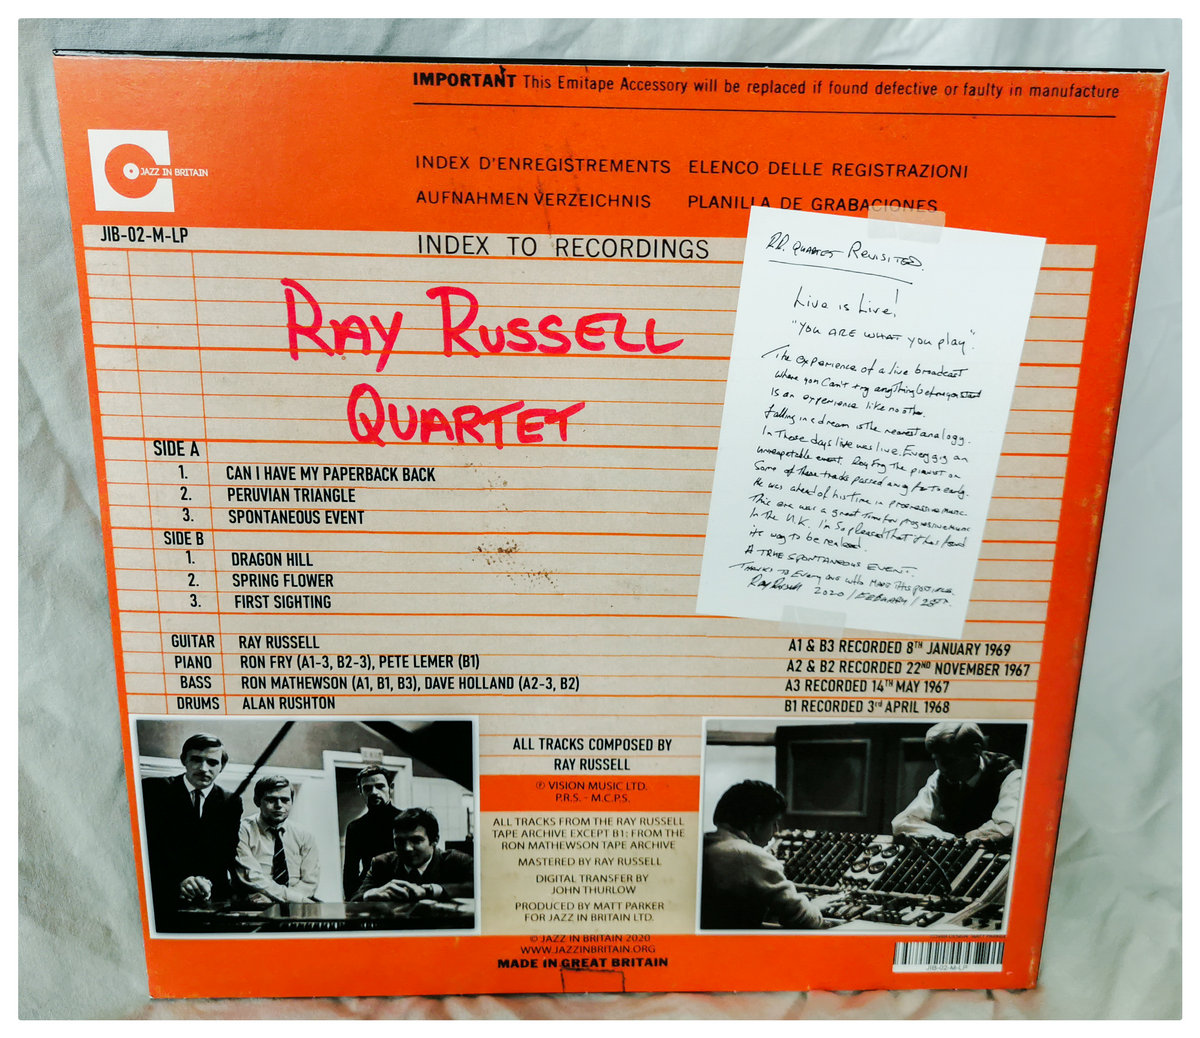 IMPORTANT This Emitape Accessory will be replaced if found defective or faulty in manufacture
JAZZ IN BRITAIN
INDEX D'ENREGISTREMENTS ELENCO DELLE REGISTRAZIONI
AUFNAHMEN VERZEICHNIS PLANILLA DE GRABACIONES
JIB-02-M-LP
INDEX TO RECORDINGS
RAY RUSSELL
QUARTET
R.R. QUARTET REVISITED.
Live is Live!
"YOU ARE WHAT YOU play".
The experience of a live broadcast
where you can't try anything before you start
Is an experience like no other.
falling in a dream is the nearest analogy.
In those days live was live. Every gig an
unrepeatable event. Ron Fry the pianist on
Some of these tracks passed away far to early.
He was ahead of his time in progressive music
This era was a great time for progressive music
In the U.K. I'm so pleased that it has found
its way to be realised.
A TRUE SPONTANEOUS EVENT.
THANKS TO Everyone who MADE this possible
Ray Russell 2020 / FEBRUARY /
SIDE A
1. CAN I HAVE MY PAPERBACK BACK
2. PERUVIAN TRIANGLE
3. SPONTANEOUS EVENT
SIDE B
1. DRAGON HILL
2. SPRING FLOWER
3. FIRST SIGHTING
GUITAR RAY RUSSELL
PIANO RON FRY (A1-3, B2-3), PETE LEMER (B1)
BASS RON MATHEWSON (A1, B1, B3), DAVE HOLLAND (A2-3, B2)
DRUMS ALAN RUSHTON
A1 & B3 RECORDED 8TH JANUARY 1969
A2 & B2 RECORDED 22ND NOVEMBER 1967
A3 RECORDED 14TH MAY 1967
B1 RECORDED 3rd APRIL 1968
ALL TRACKS COMPOSED BY
RAY RUSSELL
℗ VISION MUSIC LTD.
P.R.S. - M.C.P.S.
ALL TRACKS FROM THE RAY RUSSELL
TAPE ARCHIVE EXCEPT B1: FROM THE
RON MATHEWSON TAPE ARCHIVE
MASTERED BY RAY RUSSELL
DIGITAL TRANSFER BY
JOHN THURLOW
PRODUCED BY MATT PARKER
FOR JAZZ IN BRITAIN LTD.
© JAZZ IN BRITAIN 2020
WWW.JAZZINBRITAIN.ORG
MADE IN GREAT BRITAIN
JIB-02-M-LP